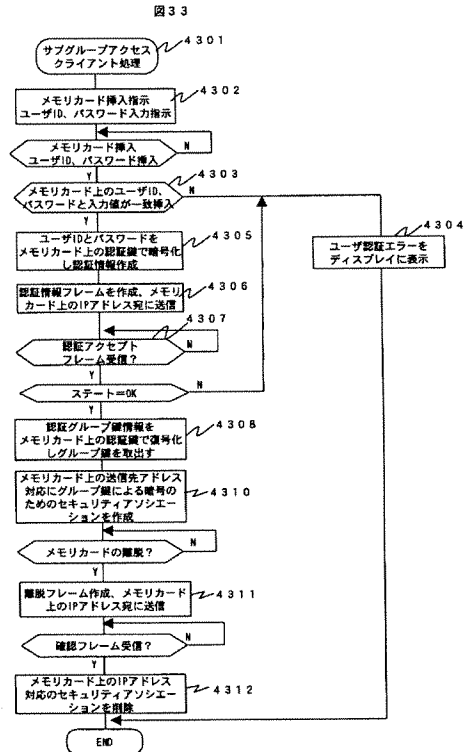 図33
サブグループアクセス
クライアント処理
4301
メモリカード挿入指示
ユーザID、パスワード入力指示
4302
メモリカード挿入
ユーザID、パスワード挿入
N
Y
4303
メモリカード上のユーザID、
パスワードと入力値が一致挿入
N
Y
4304
ユーザ認証エラーを
ディスプレイに表示
ユーザIDとパスワードを
メモリカード上の認証鍵で暗号化
し認証情報作成
4305
認証情報フレームを作成、メモリ
カード上のIPアドレス宛に送信
4306
4307
認証アクセプト
フレーム受信?
N
Y
ステート=OK
N
Y
認証グループ鍵情報を
メモリカード上の認証鍵で復号化
しグループ鍵を取出す
4308
メモリカード上の送信先アドレス
対応にグループ鍵による暗号の
ためのセキュリティアソシエー
ションを作成
4310
メモリカードの離脱?
N
Y
離脱フレーム作成、メモリカード
上のIPアドレス宛に送信
4311
確認フレーム受信?
N
Y
メモリカード上のIPアドレス
対応のセキュリティアソシエー
ションを削除
4312
END